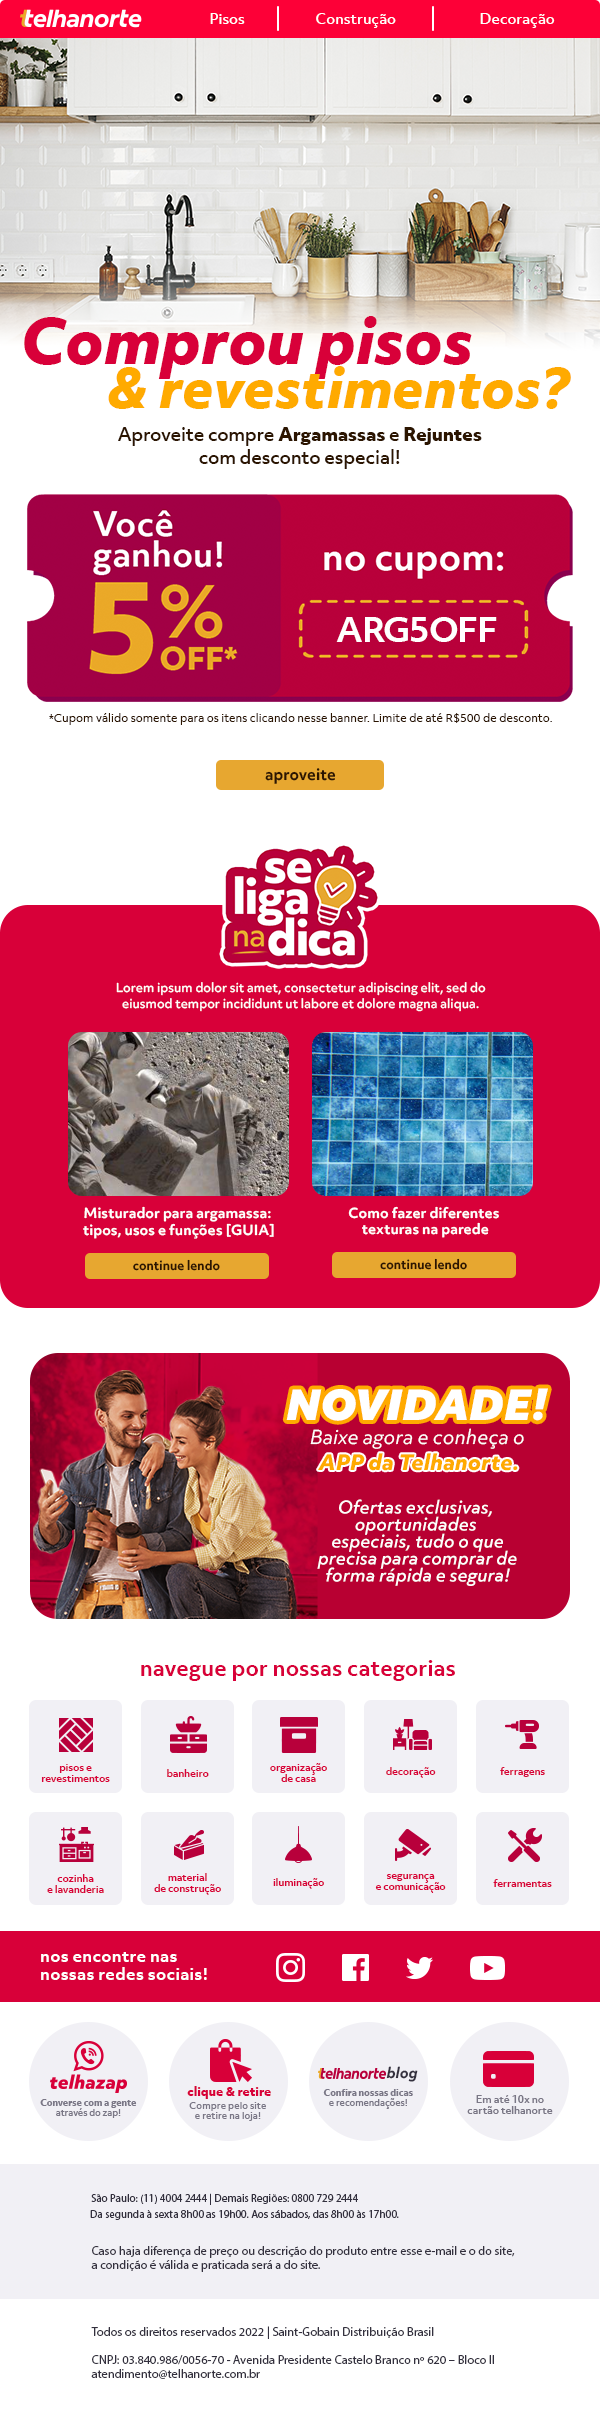 telhanorte
Pisos
Construção
Decoração
Comprou pisos
& revestimentos?
Aproveite compre Argamassas e Rejuntes
com desconto especial!
Você
ganhou!
5%
OFF*
no cupom:
ARG5OFF
*Cupom válido somente para os itens clicando nesse banner. Limite de até R$500 de desconto.
aproveite
se
liga
na dica
Lorem ipsum dolor sit amet, consectetur adipiscing elit, sed do
eiusmod tempor incididunt ut labore et dolore magna aliqua.
Misturador para argamassa:
tipos, usos e funções [GUIA]
continue lendo
Como fazer diferentes
texturas na parede
continue lendo
NOVIDADE!
Baixe agora e conheça o
APP da Telhanorte.
Ofertas exclusivas,
oportunidades
especiais, tudo o que
precisa para comprar de
forma rápida e segura!
navegue por nossas categorias
pisos e
revestimentos
banheiro
organização
de casa
decoração
ferragens
cozinha
e lavanderia
material
de construção
iluminação
segurança
e comunicação
ferramentas
nos encontre nas
nossas redes sociais!
telhazap
Converse com a gente
através do zap!
clique & retire
Compre pelo site
e retire na loja!
telhanorteblog
Confira nossas dicas
e recomendações!
Em até 10x no
cartão telhanorte
São Paulo: (11) 4004 2444 | Demais Regiões: 0800 729 2444
Da segunda à sexta 8h00 as 19h00. Aos sábados, das 8h00 às 17h00.
Caso haja diferença de preço ou descrição do produto entre esse e-mail e o do site,
a condição é válida e praticada será a do site.
Todos os direitos reservados 2022 | Saint-Gobain Distribuição Brasil
CNPJ: 03.840.986/0056-70 - Avenida Presidente Castelo Branco nº 620 – Bloco II
atendimento@telhanorte.com.br